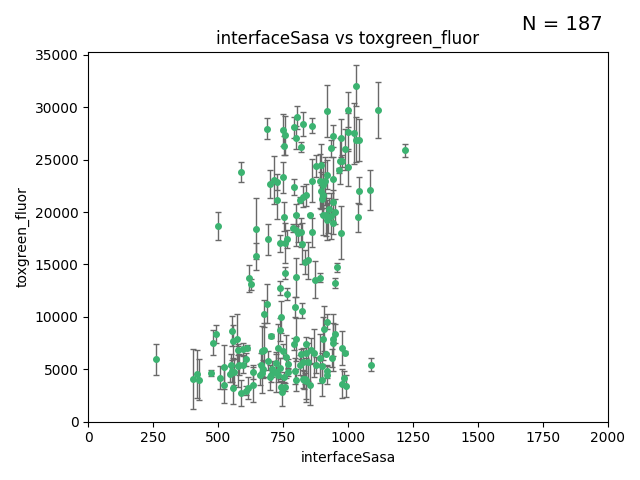 N = 187
interfaceSasa vs toxgreen_fluor
35000
30000
25000
20000
15000
10000
5000
0
toxgreen_fluor
0 250 500 750 1000 1250 1500 1750 2000
interfaceSasa